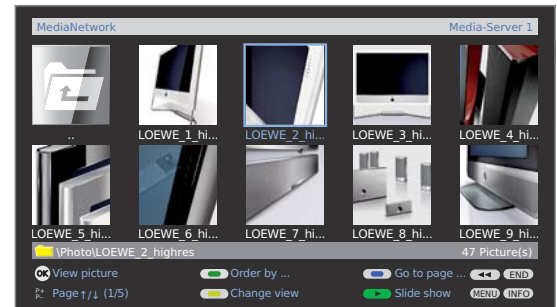 MediaNetwork Media-Server 1
.. LOEWE_1_hi... LOEWE_2_hi... LOEWE_3_hi... LOEWE_4_hi...
LOEWE_5_hi... LOEWE_6_hi... LOEWE_7_hi... LOEWE_8_hi... LOEWE_9_hi...
\Photo\LOEWE_2_highres 47 Picture(s)
OK View picture Order by ... Go to page ... ◄◄ END
P+ P- Page↑/↓ (1/5) Change view ► Slide show MENU INFO